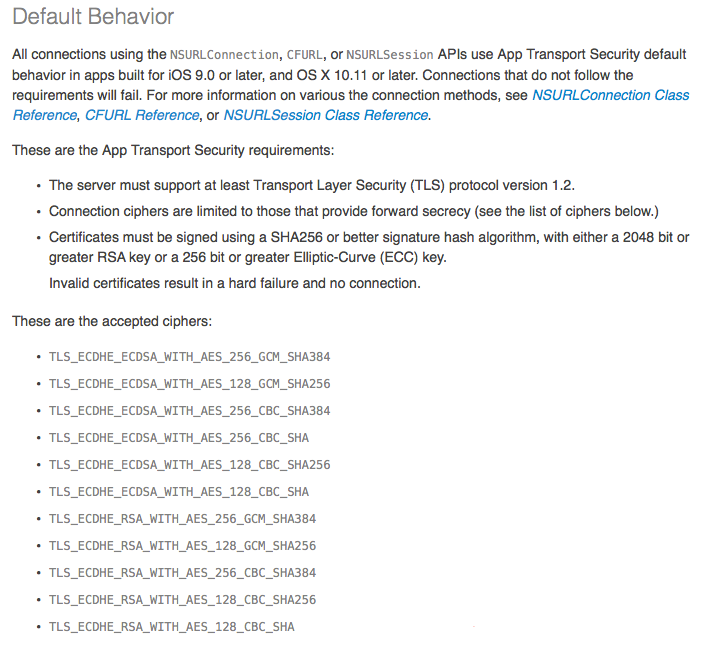 Default Behavior
All connections using the NSURLConnection, CFURL, or NSURLSession APIs use App Transport Security default
behavior in apps built for iOS 9.0 or later, and OS X 10.11 or later. Connections that do not follow the
requirements will fail. For more information on various the connection methods, see NSURLConnection Class
Reference, CFURL Reference, or NSURLSession Class Reference.
These are the App Transport Security requirements:
• The server must support at least Transport Layer Security (TLS) protocol version 1.2.
• Connection ciphers are limited to those that provide forward secrecy (see the list of ciphers below.)
• Certificates must be signed using a SHA256 or better signature hash algorithm, with either a 2048 bit or
greater RSA key or a 256 bit or greater Elliptic-Curve (ECC) key.
Invalid certificates result in a hard failure and no connection.
These are the accepted ciphers:
• TLS_ECDHE_ECDSA_WITH_AES_256_GCM_SHA384
• TLS_ECDHE_ECDSA_WITH_AES_128_GCM_SHA256
• TLS_ECDHE_ECDSA_WITH_AES_256_CBC_SHA384
• TLS_ECDHE_ECDSA_WITH_AES_256_CBC_SHA
• TLS_ECDHE_ECDSA_WITH_AES_128_CBC_SHA256
• TLS_ECDHE_ECDSA_WITH_AES_128_CBC_SHA
• TLS_ECDHE_RSA_WITH_AES_256_GCM_SHA384
• TLS_ECDHE_RSA_WITH_AES_128_GCM_SHA256
• TLS_ECDHE_RSA_WITH_AES_256_CBC_SHA384
• TLS_ECDHE_RSA_WITH_AES_128_CBC_SHA256
• TLS_ECDHE_RSA_WITH_AES_128_CBC_SHA